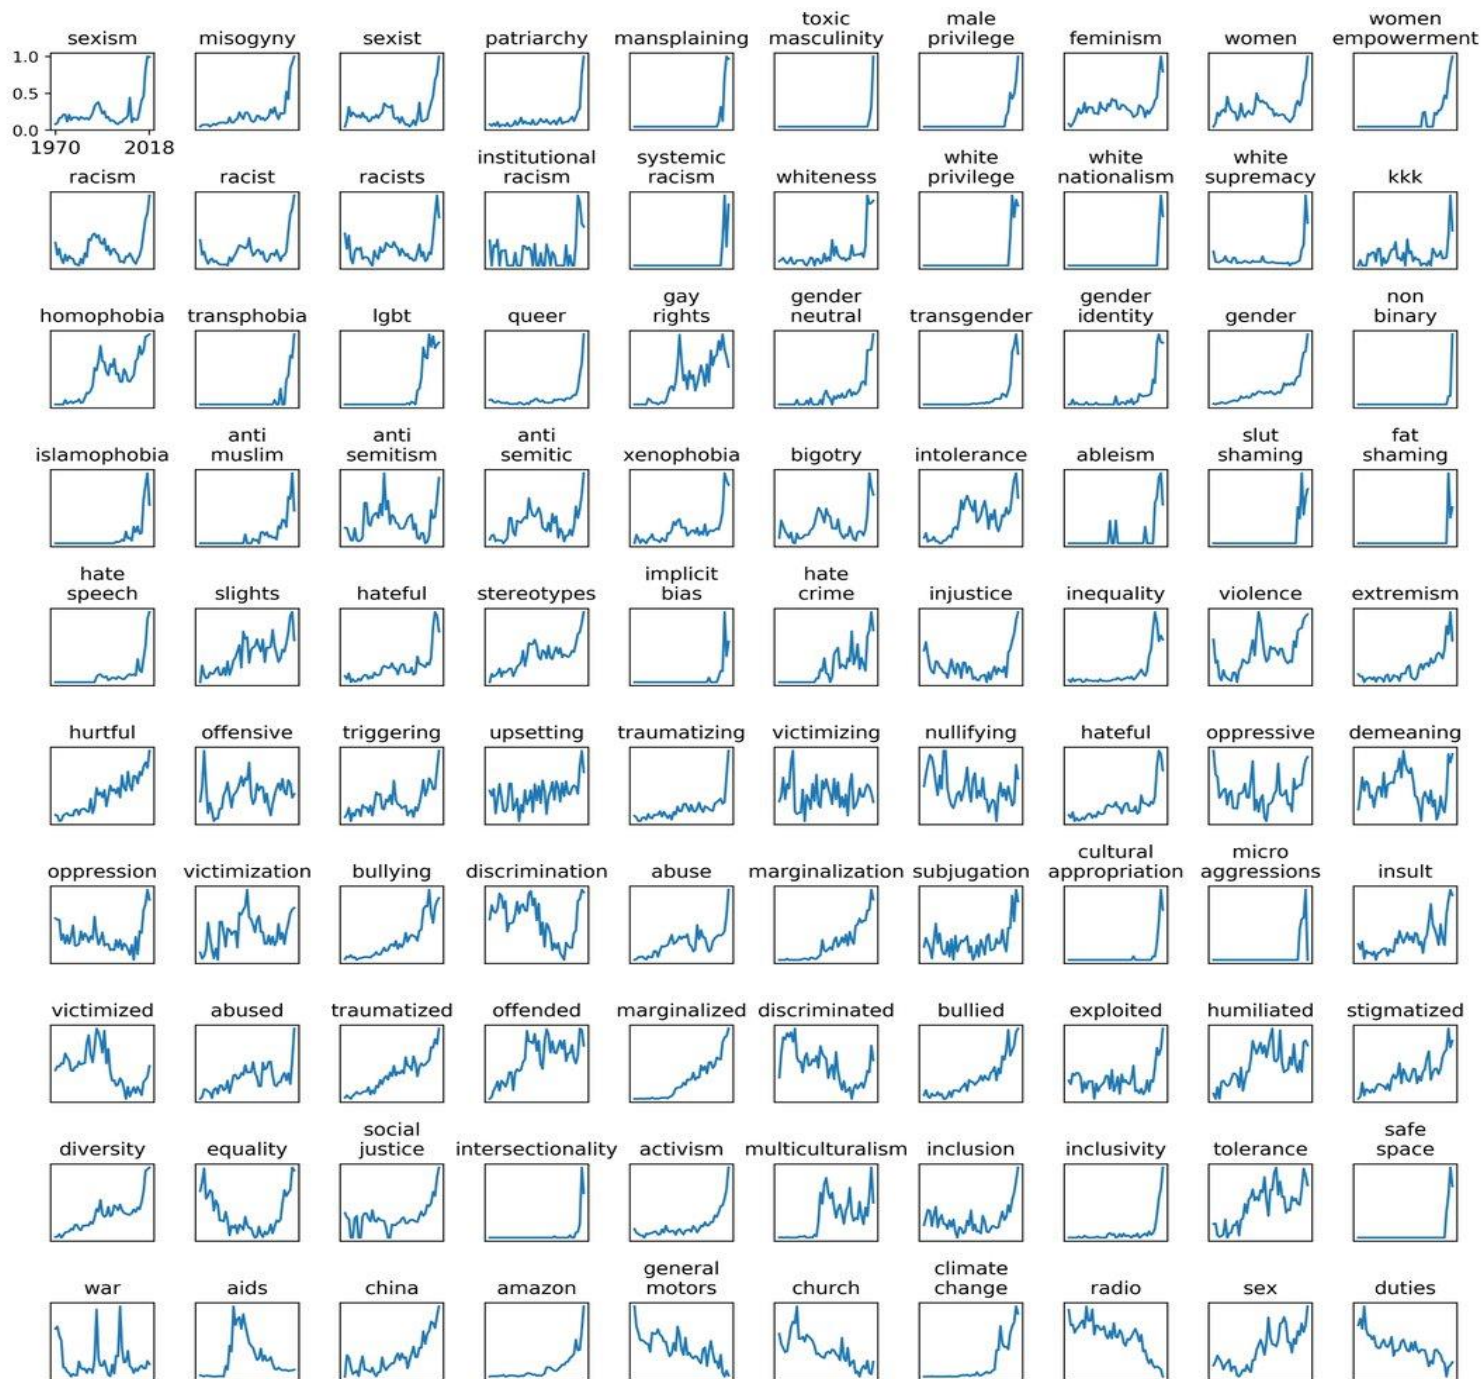 sexism misogyny sexist patriarchy mansplaining toxic masculinity male privilege feminism women women empowerment
1.0
0.5
0.0
1970 2018
racism racist racists institutional racism systemic racism whiteness white privilege white nationalism white supremacy kkk
homophobia transphobia lgbt queer gay rights gender neutral transgender gender identity gender non binary
islamophobia anti muslim anti semitism anti semitic xenophobia bigotry intolerance ableism slut shaming fat shaming
hate speech slights hateful stereotypes implicit bias hate crime injustice inequality violence extremism
hurtful offensive triggering upsetting traumatizing victimizing nullifying hateful oppressive demeaning
oppression victimization bullying discrimination abuse marginalization subjugation cultural appropriation micro aggressions insult
victimized abused traumatized offended marginalized discriminated bullied exploited humiliated stigmatized
diversity equality social justice intersectionality activism multiculturalism inclusion inclusivity tolerance safe space
war aids china amazon general motors church climate change radio sex duties